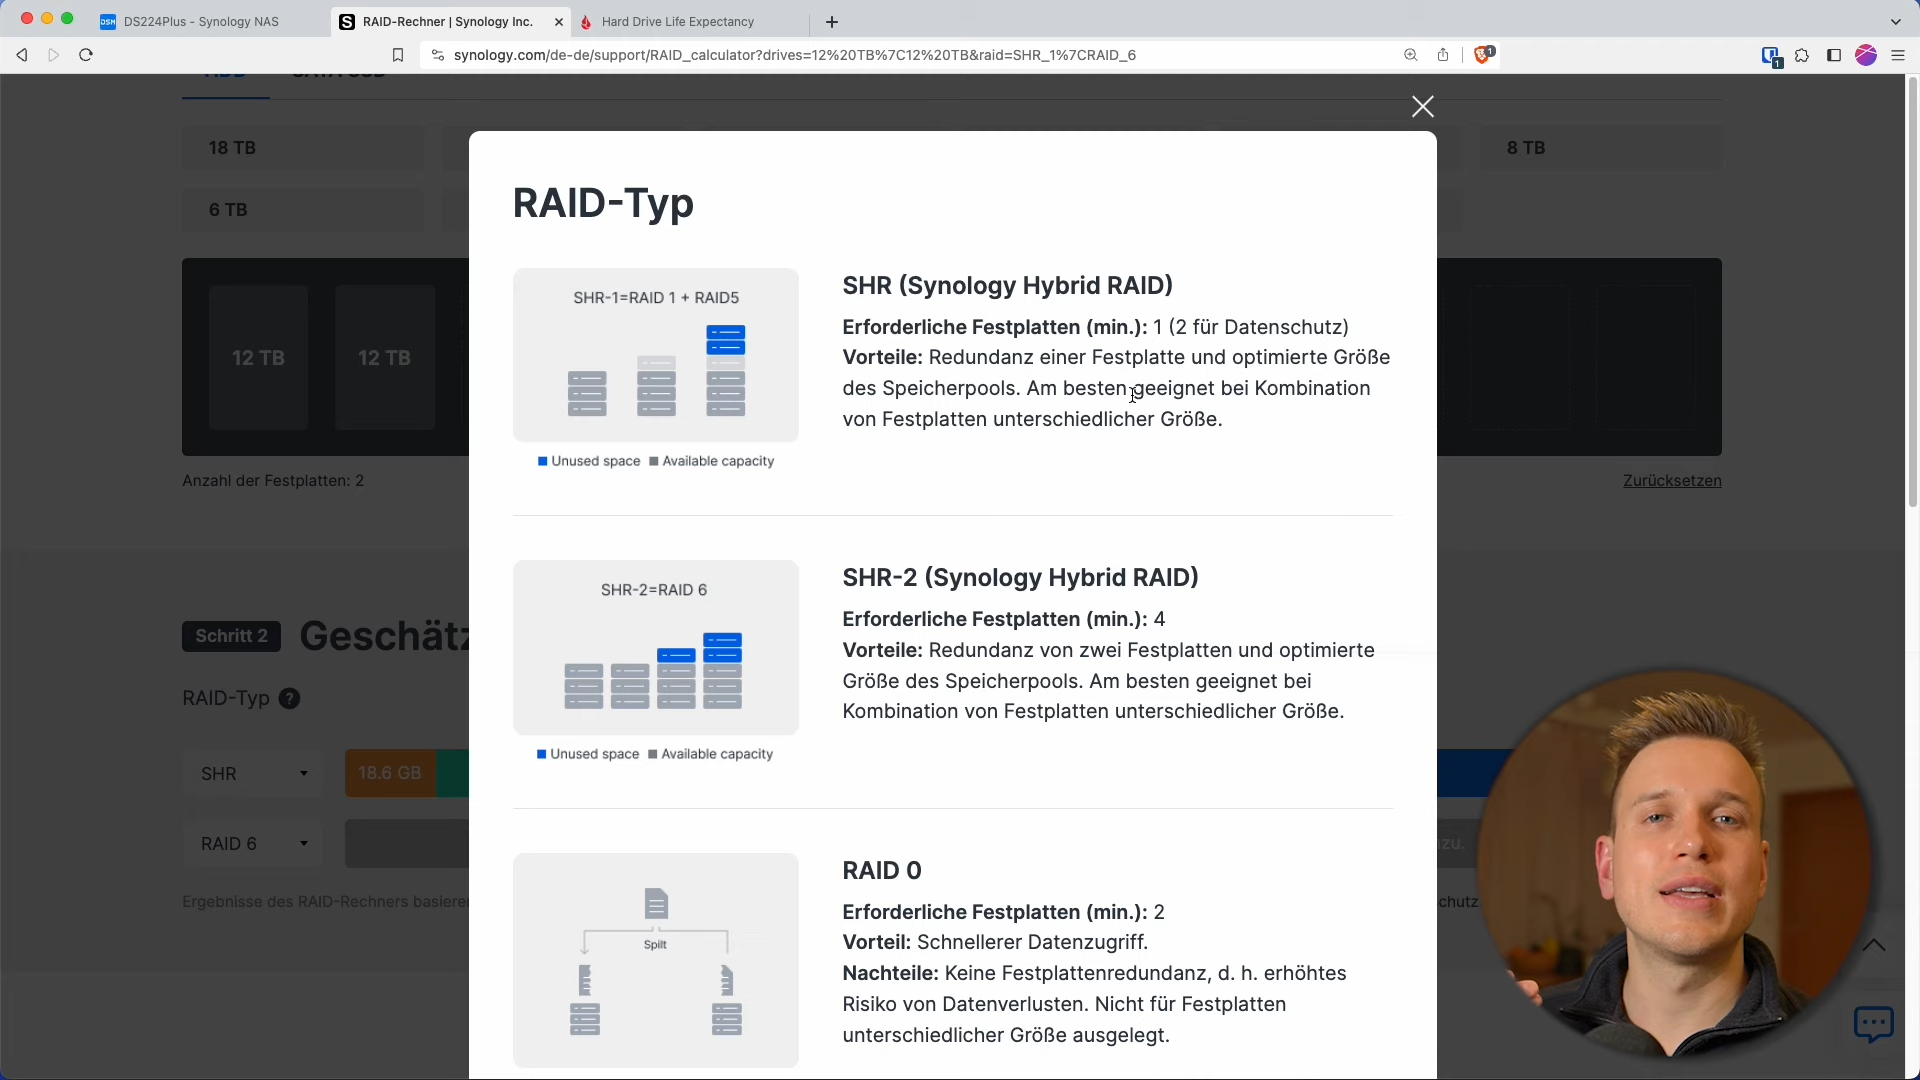 DS224Plus - Synology NAS
RAID-Rechner | Synology Inc.
Hard Drive Life Expectancy
synology.com/de-de/support/RAID_calculator?drives=12%20TB%7C12%20TB&raid=SHR_1%7CRAID_6
1
1
18 TB
8 TB
6 TB
12 TB
12 TB
Anzahl der Festplatten: 2
Zurücksetzen
Schritt 2
RAID-Typ
SHR
18.6 GB
RAID 6
zu.
Ergebnisse des RAID-Rechners
RAID-Typ
SHR-1=RAID 1 + RAID5
Unused space
Available capacity
SHR (Synology Hybrid RAID)
Erforderliche Festplatten (min.): 1 (2 für Datenschutz)
Vorteile: Redundanz einer Festplatte und optimierte Größe
des Speicherpools. Am besten geeignet bei Kombination
von Festplatten unterschiedlicher Größe.
SHR-2=RAID 6
Unused space
Available capacity
SHR-2 (Synology Hybrid RAID)
Erforderliche Festplatten (min.): 4
Vorteile: Redundanz von zwei Festplatten und optimierte
Größe des Speicherpools. Am besten geeignet bei
Kombination von Festplatten unterschiedlicher Größe.
Spilt
RAID 0
Erforderliche Festplatten (min.): 2
Vorteil: Schnellerer Datenzugriff.
Nachteile: Keine Festplattenredundanz, d. h. erhöhtes
Risiko von Datenverlusten. Nicht für Festplatten
unterschiedlicher Größe ausgelegt.